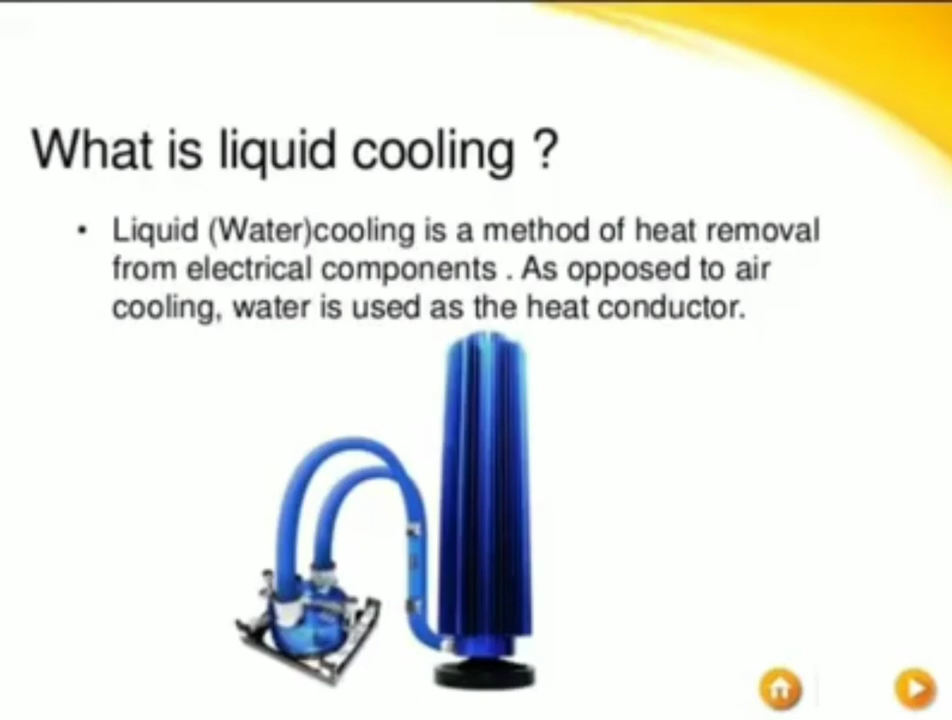 What is liquid cooling ?
• Liquid (Water)cooling is a method of heat removal
from electrical components . As opposed to air
cooling, water is used as the heat conductor.